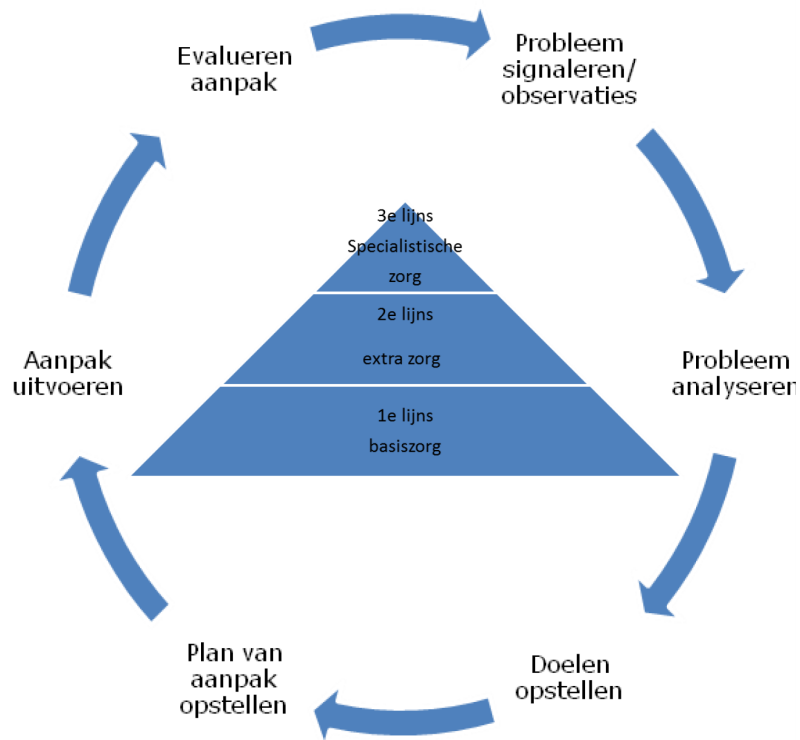 Evalueren
aanpak
Probleem
signaleren/
observaties
3e lijns
Specialistische
zorg
2e lijns
extra zorg
1e lijns
basiszorg
Aanpak
uitvoeren
Probleem
analyseren
Plan van
aanpak
opstellen
Doelen
opstellen